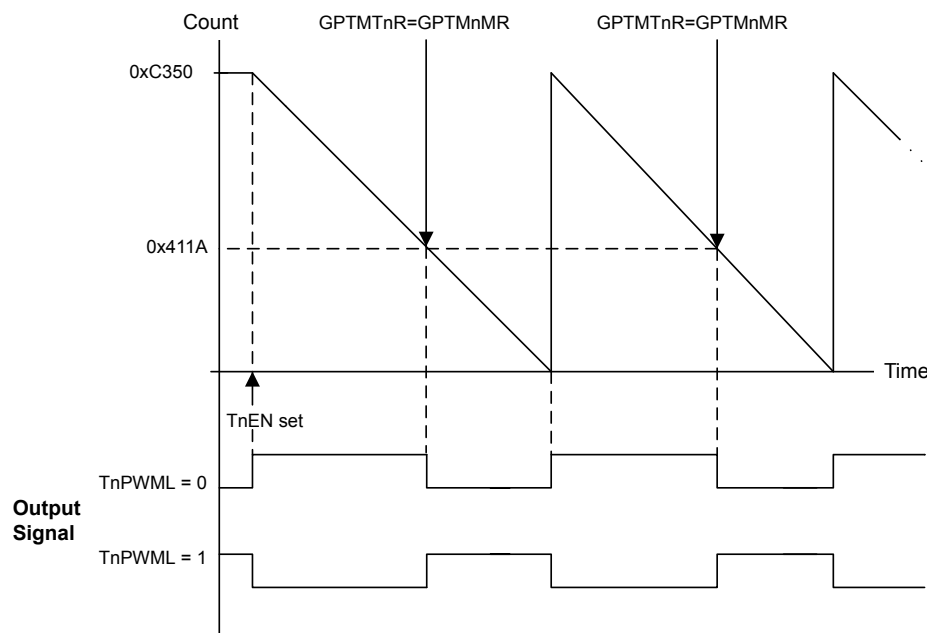 Count
GPTMTnR=GPTMnMR
GPTMTnR=GPTMnMR
0xC350
0x411A
Time
TnEN set
TnPWML = 0
Output
Signal
TnPWML = 1